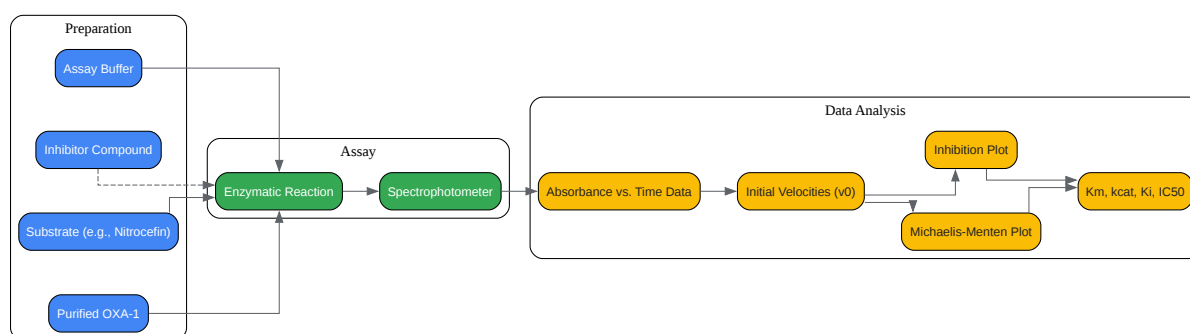 Preparation
Assay Buffer
Inhibitor Compound
Substrate (e.g., Nitrocefin)
Purified OXA-1
Assay
Enzymatic Reaction
Spectrophotometer
Data Analysis
Absorbance vs. Time Data
Initial Velocities (v0)
Inhibition Plot
Michaelis-Menten Plot
Km, kcat, Ki, IC50